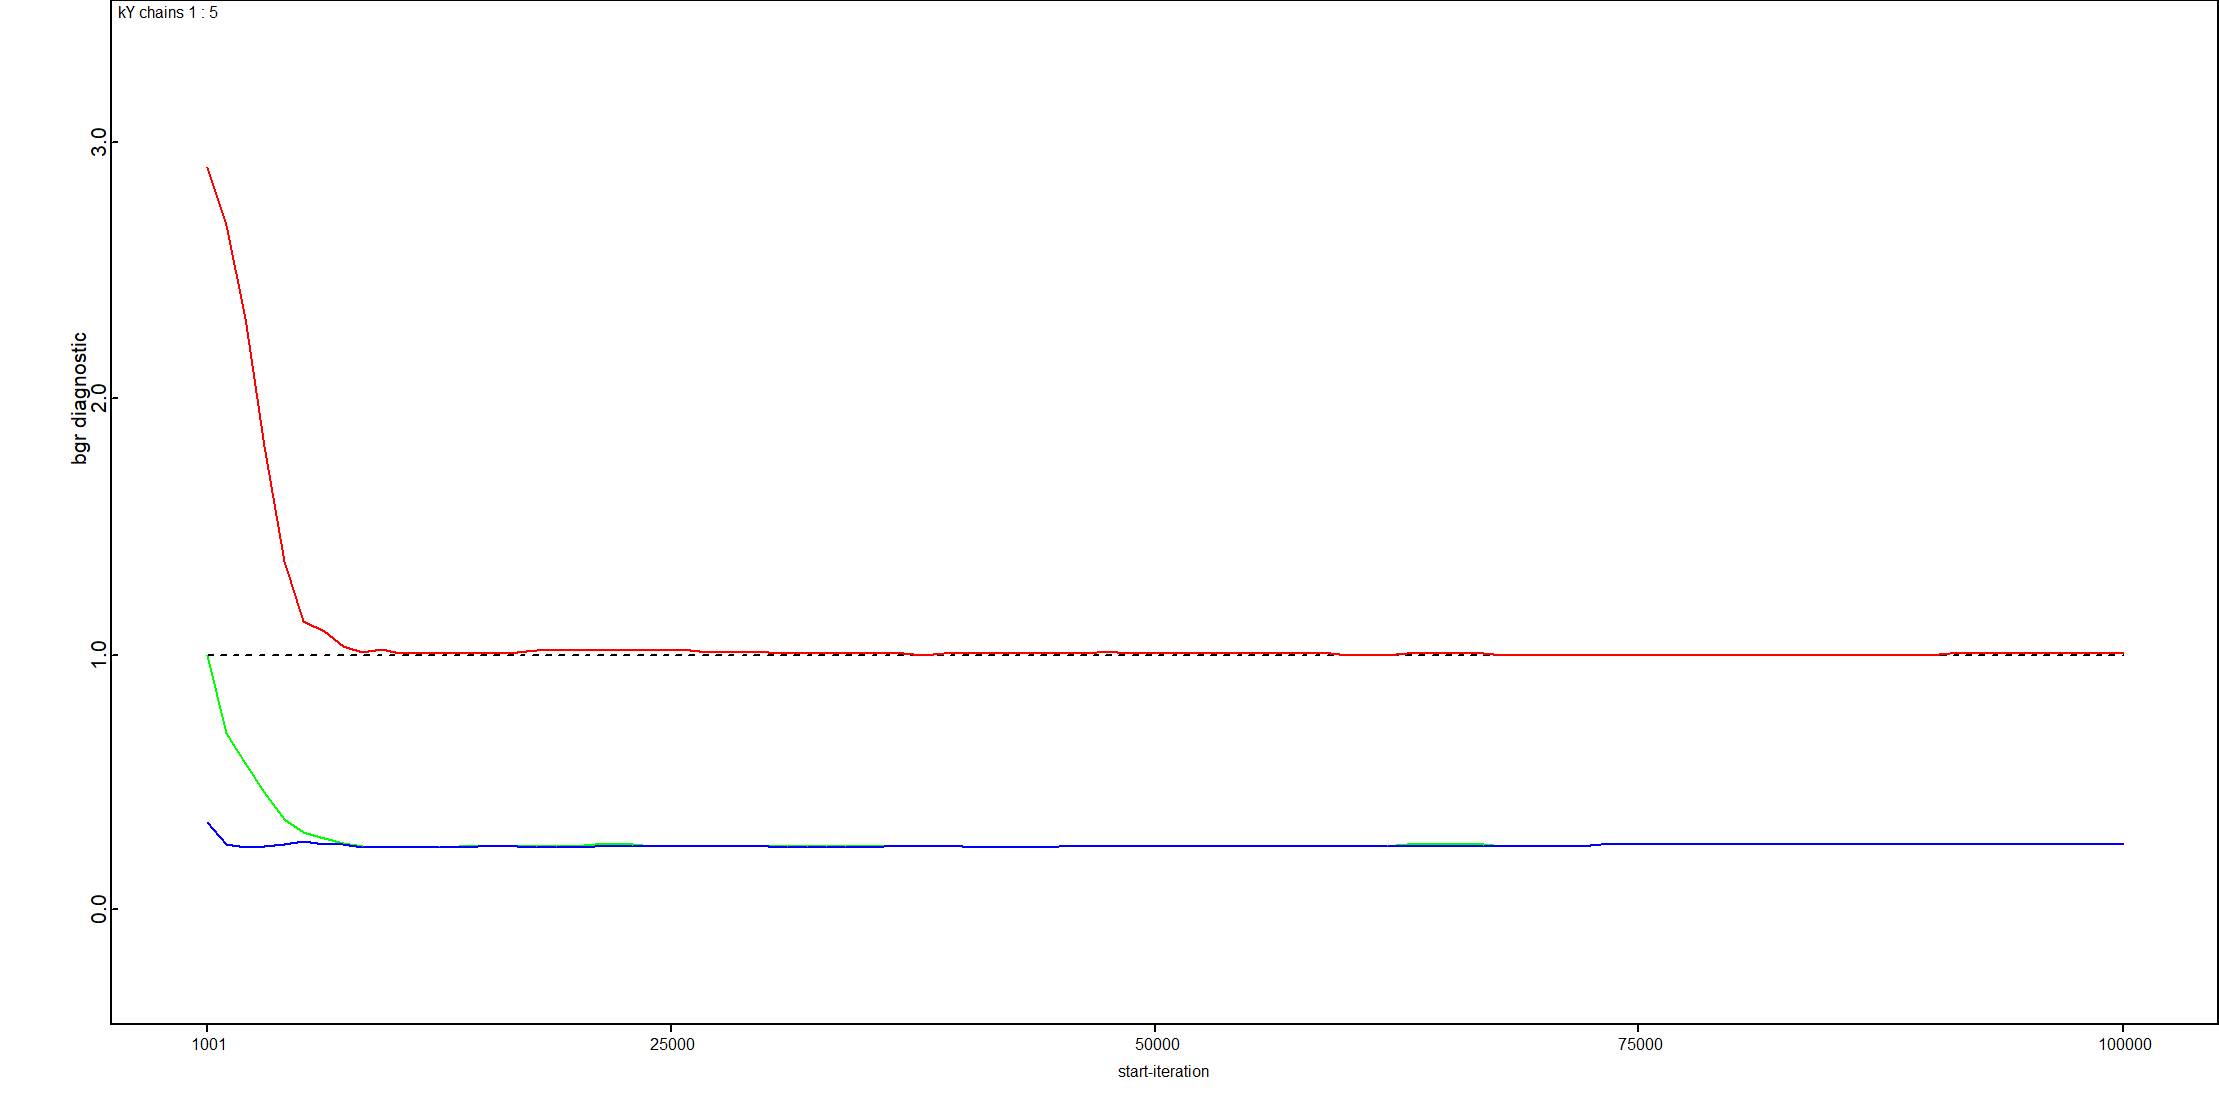 kY chains 1 : 5
bgr diagnostic
3.0
2.0
1.0
0.0
1001 25000 50000 75000 100000
start-iteration